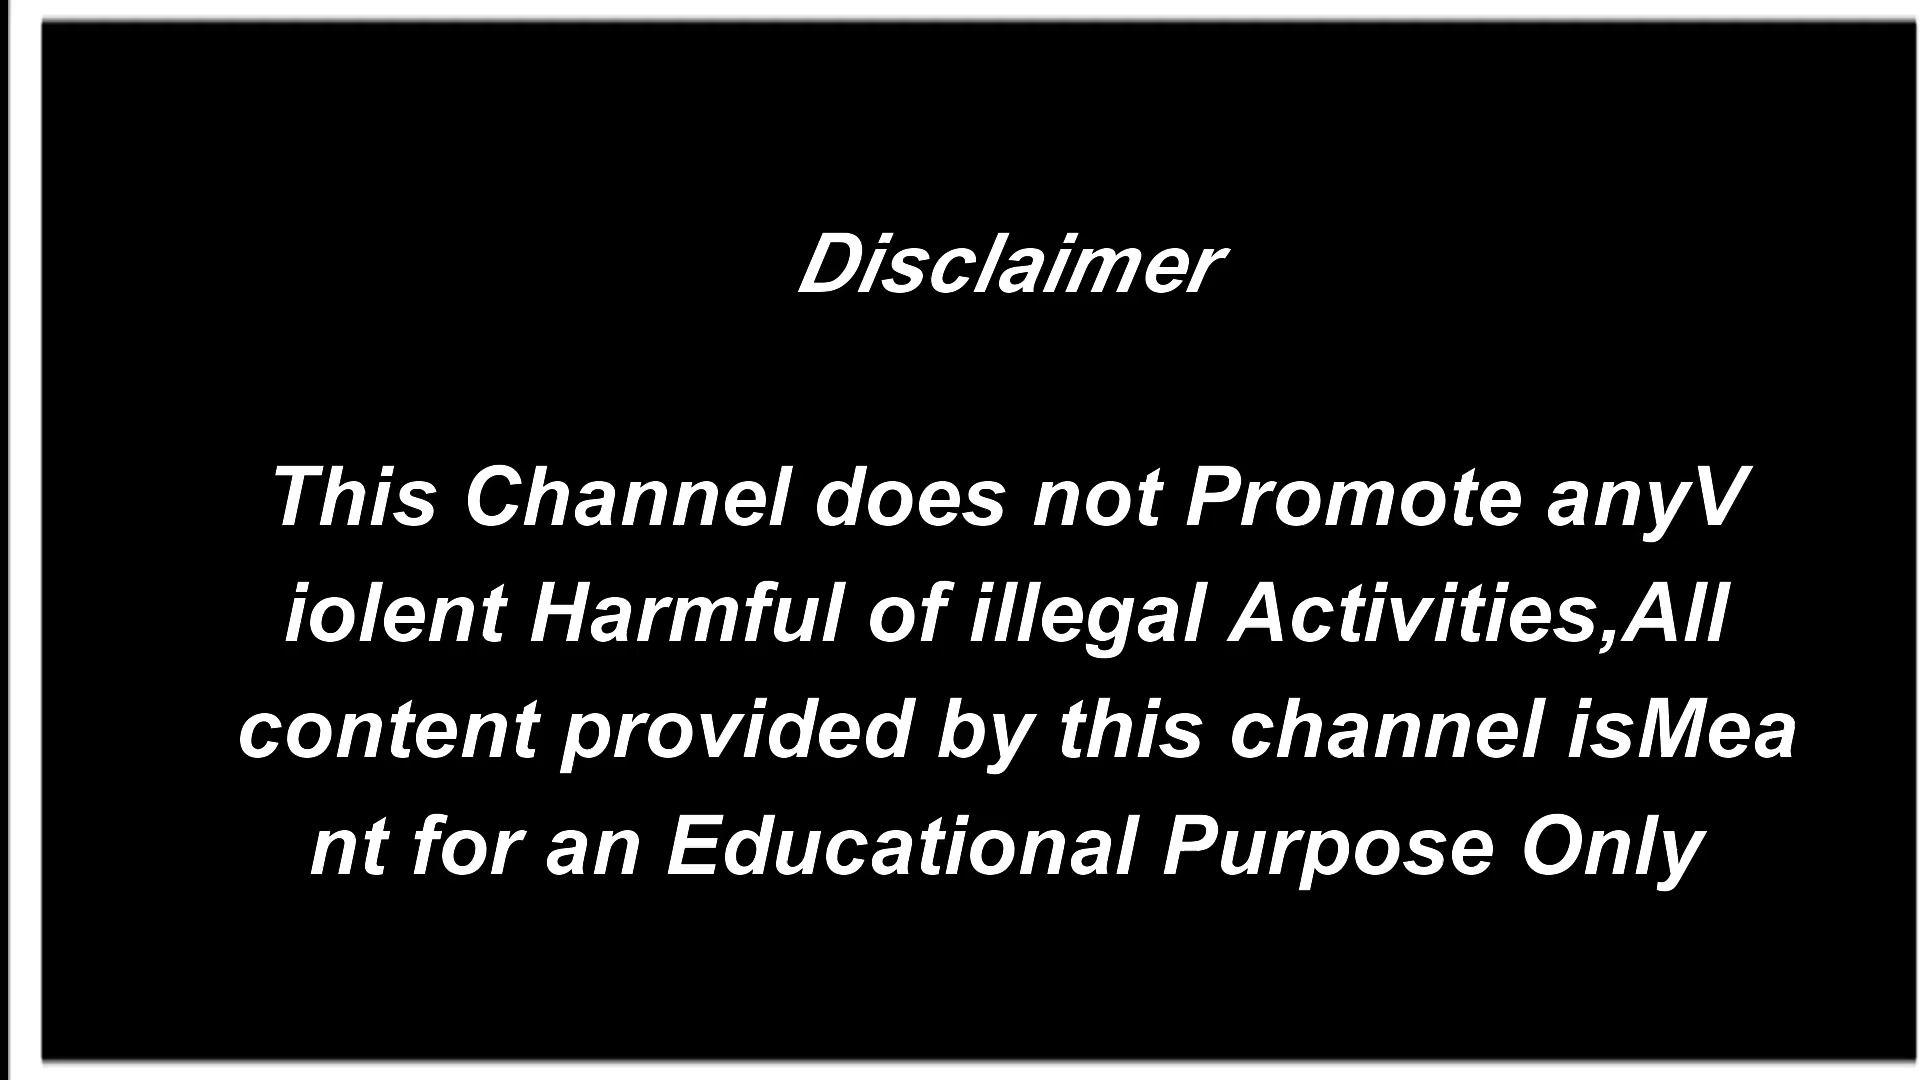 Disclaimer
This Channel does not Promote anyV
iolent Harmful of illegal Activities,All
content provided by this channel isMea
nt for an Educational Purpose Only